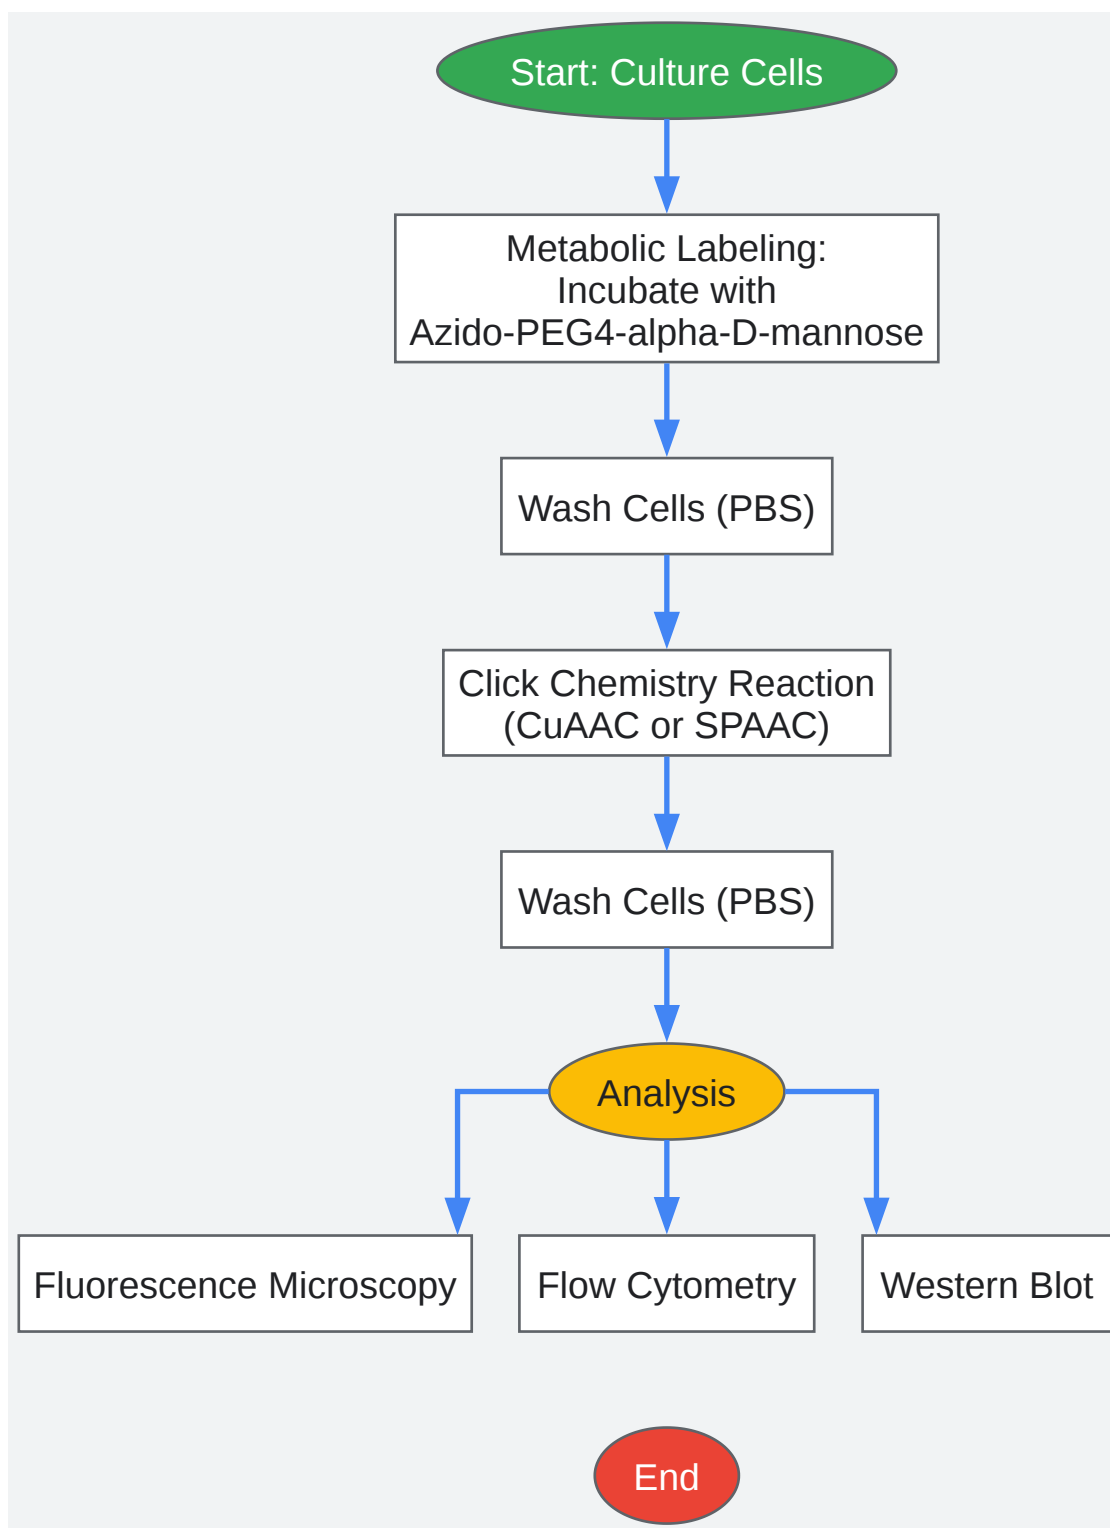 Start: Culture Cells
Metabolic Labeling:
Incubate with
Azido-PEG4-alpha-D-mannose
Wash Cells (PBS)
Click Chemistry Reaction
(CuAAC or SPAAC)
Wash Cells (PBS)
Analysis
Fluorescence Microscopy
Flow Cytometry
Western Blot
End